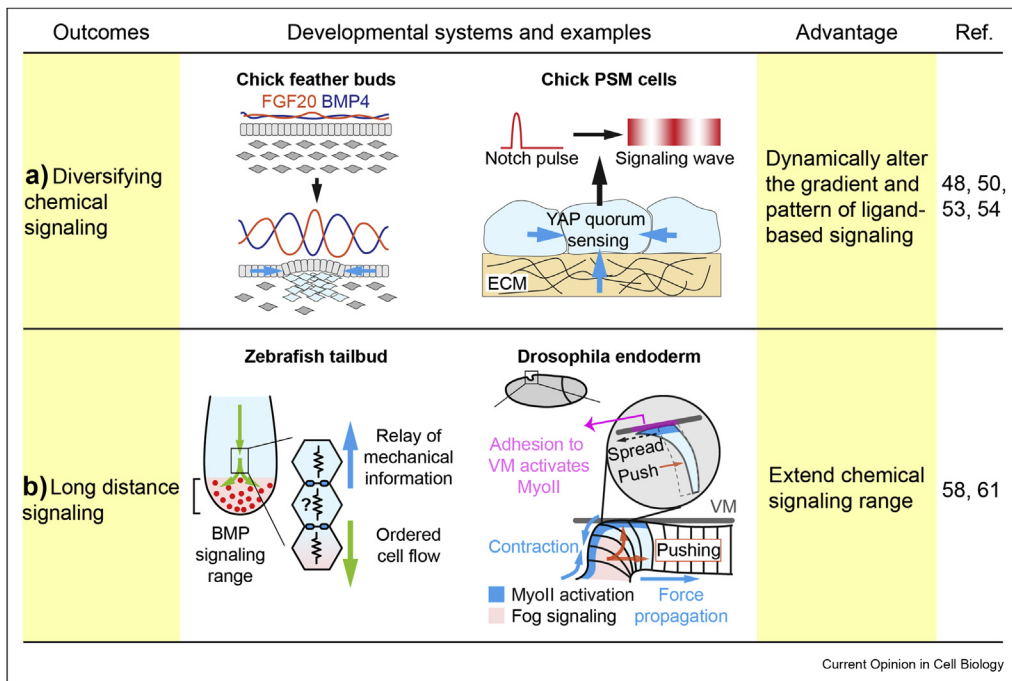 Outcomes
Developmental systems and examples
Advantage
Ref.
a) Diversifying
chemical
signaling
Chick feather buds
FGF20 BMP4
Chick PSM cells
Notch pulse
Signaling wave
YAP quorum
sensing
ECM
Dynamically alter
the gradient and
pattern of ligand-
based signaling
48, 50,
53, 54
b) Long distance
signaling
Zebrafish tailbud
BMP
signaling
range
?
Relay of
mechanical
information
Ordered
cell flow
Drosophila endoderm
Adhesion to
VM activates
MyoII
Spread
Push
VM
Contraction
Pushing
MyoII activation
Fog signaling
Force
propagation
Extend chemical
signaling range
58, 61
Current Opinion in Cell Biology